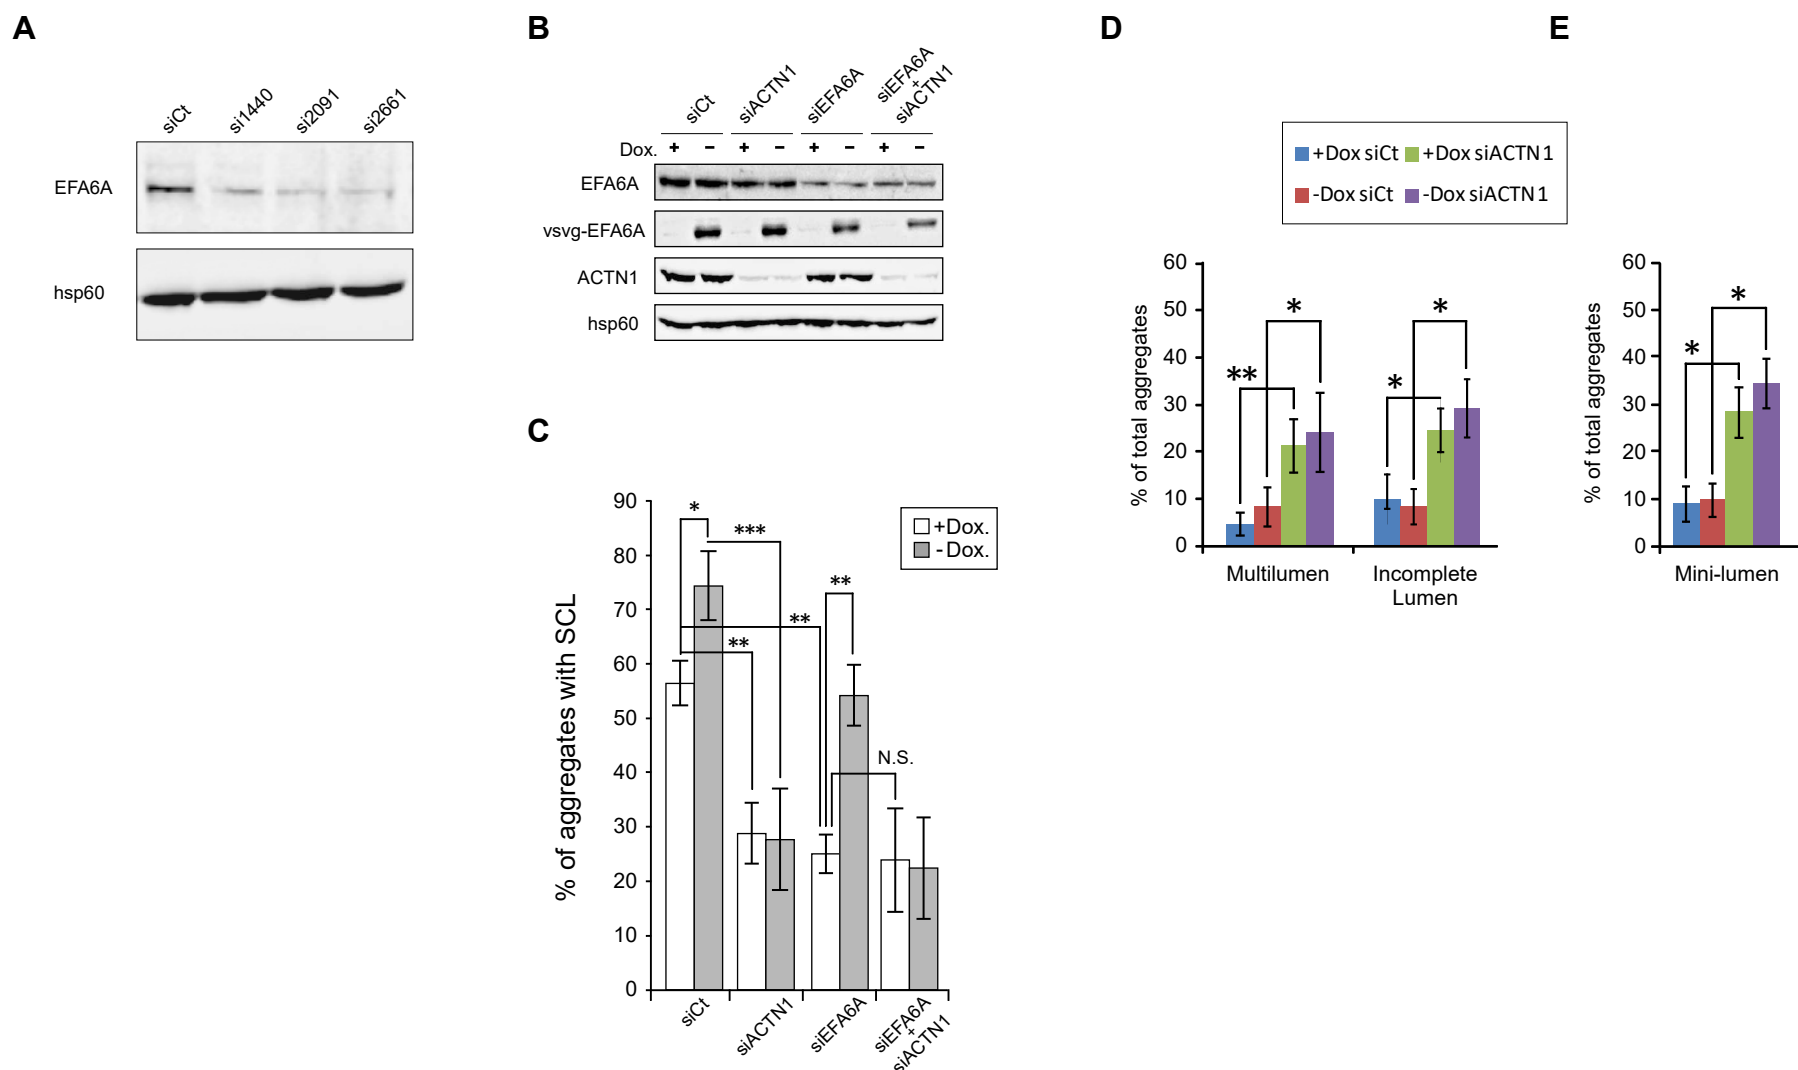 A
siCt
si1440
si2091
si2661
EFA6A
hsp60
B
siCt
siACTN1
siEFA6A
siEFA6A
+
siACTN1
Dox. + − + − + − + −
EFA6A
vsvg-EFA6A
ACTN1
hsp60
C
% of aggregates with SCL
90
80
70
60
50
40
30
20
10
0
* *** ** ** ** N.S.
+Dox.
-Dox.
siCt
siACTN1
siEFA6A
siEFA6A
+
siACTN1
D
+Dox siCt +Dox siACTN1
-Dox siCt -Dox siACTN1
% of total aggregates
60
50
40
30
20
10
0
** * * *
Multilumen
Incomplete
Lumen
E
% of total aggregates
60
50
40
30
20
10
0
* *
Mini-lumen